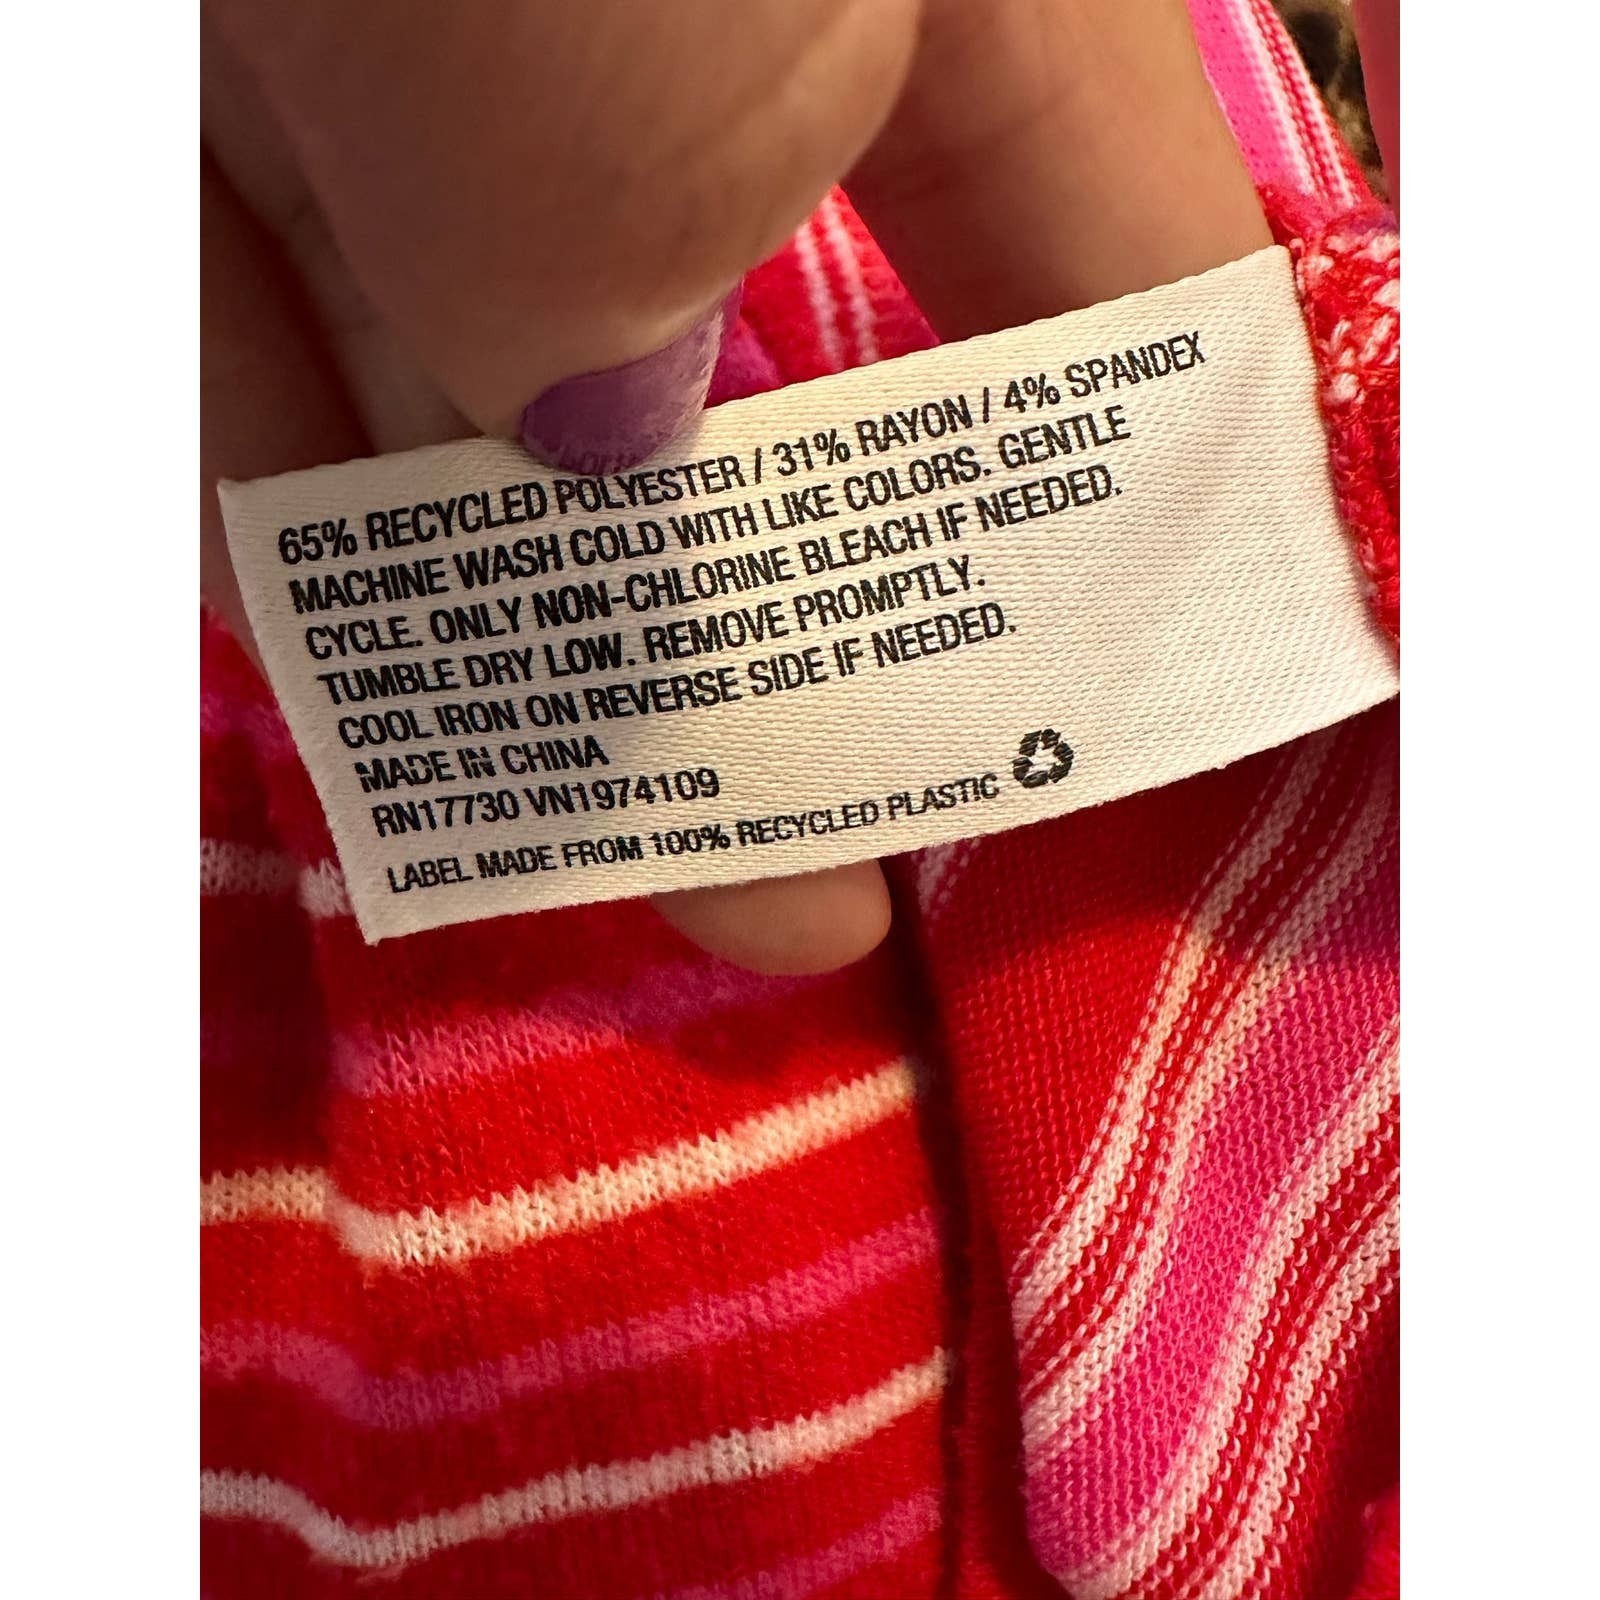 65% RECYCLED POLYESTER / 31% RAYON / 4% SPANDEX
MACHINE WASH COLD WITH LIKE COLORS. GENTLE
CYCLE. ONLY NON-CHLORINE BLEACH IF NEEDED.
TUMBLE DRY LOW. REMOVE PROMPTLY.
COOL IRON ON REVERSE SIDE IF NEEDED.
MADE IN CHINA
RN17730 VN1974109
LABEL MADE FROM 100% RECYCLED PLASTIC